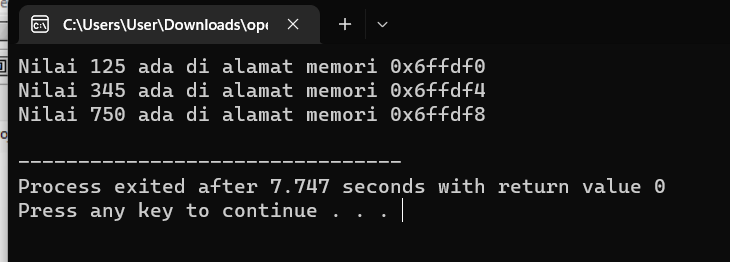 C:\Users\User\Downloads\ope
Nilai 125 ada di alamat memori 0x6ffdf0
Nilai 345 ada di alamat memori 0x6ffdf4
Nilai 750 ada di alamat memori 0x6ffdf8
--------------------------------
Process exited after 7.747 seconds with return value 0
Press any key to continue . . .